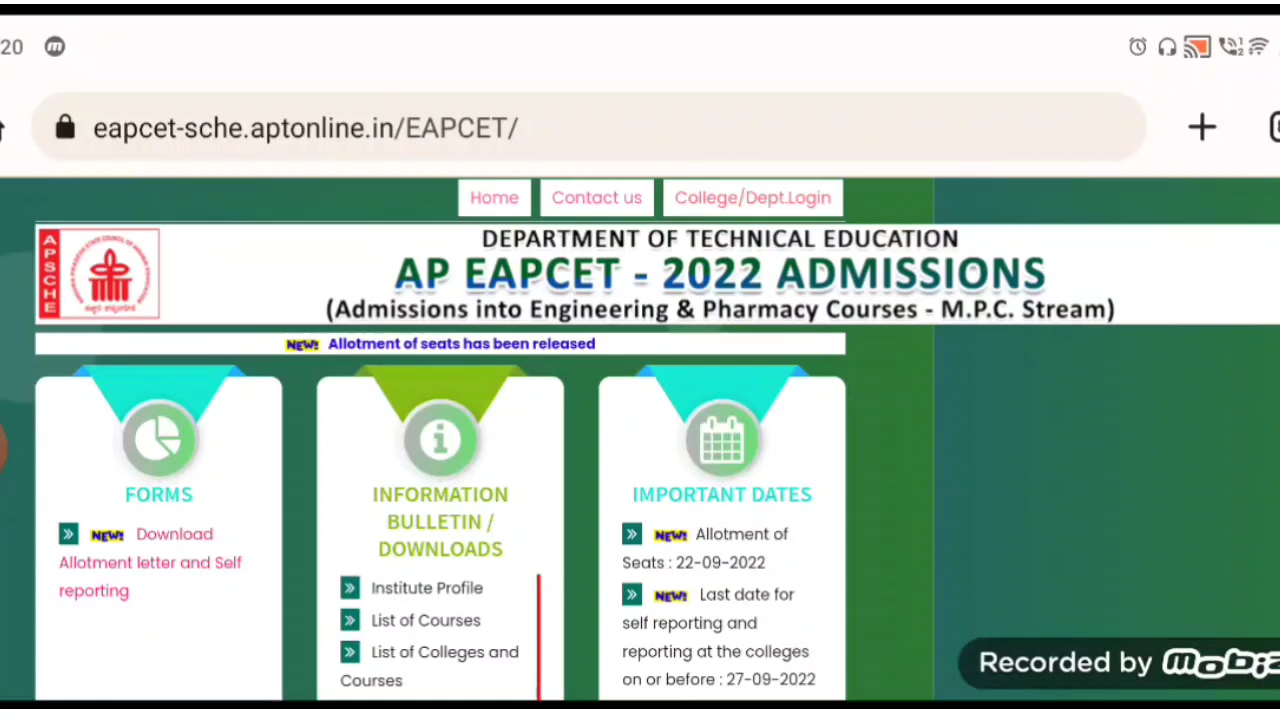 20
eapcet-sche.aptonline.in/EAPCET/
Home Contact us College/Dept.Login
APSCHE
DEPARTMENT OF TECHNICAL EDUCATION
AP EAPCET - 2022 ADMISSIONS
(Admissions into Engineering & Pharmacy Courses - M.P.C. Stream)
NEW! Allotment of seats has been released
FORMS
NEW! Download
Allotment letter and Self
reporting
INFORMATION
BULLETIN /
DOWNLOADS
Institute Profile
List of Courses
List of Colleges and
Courses
IMPORTANT DATES
NEW! Allotment of
Seats : 22-09-2022
NEW! Last date for
self reporting and
reporting at the colleges
on or before : 27-09-2022
Recorded by